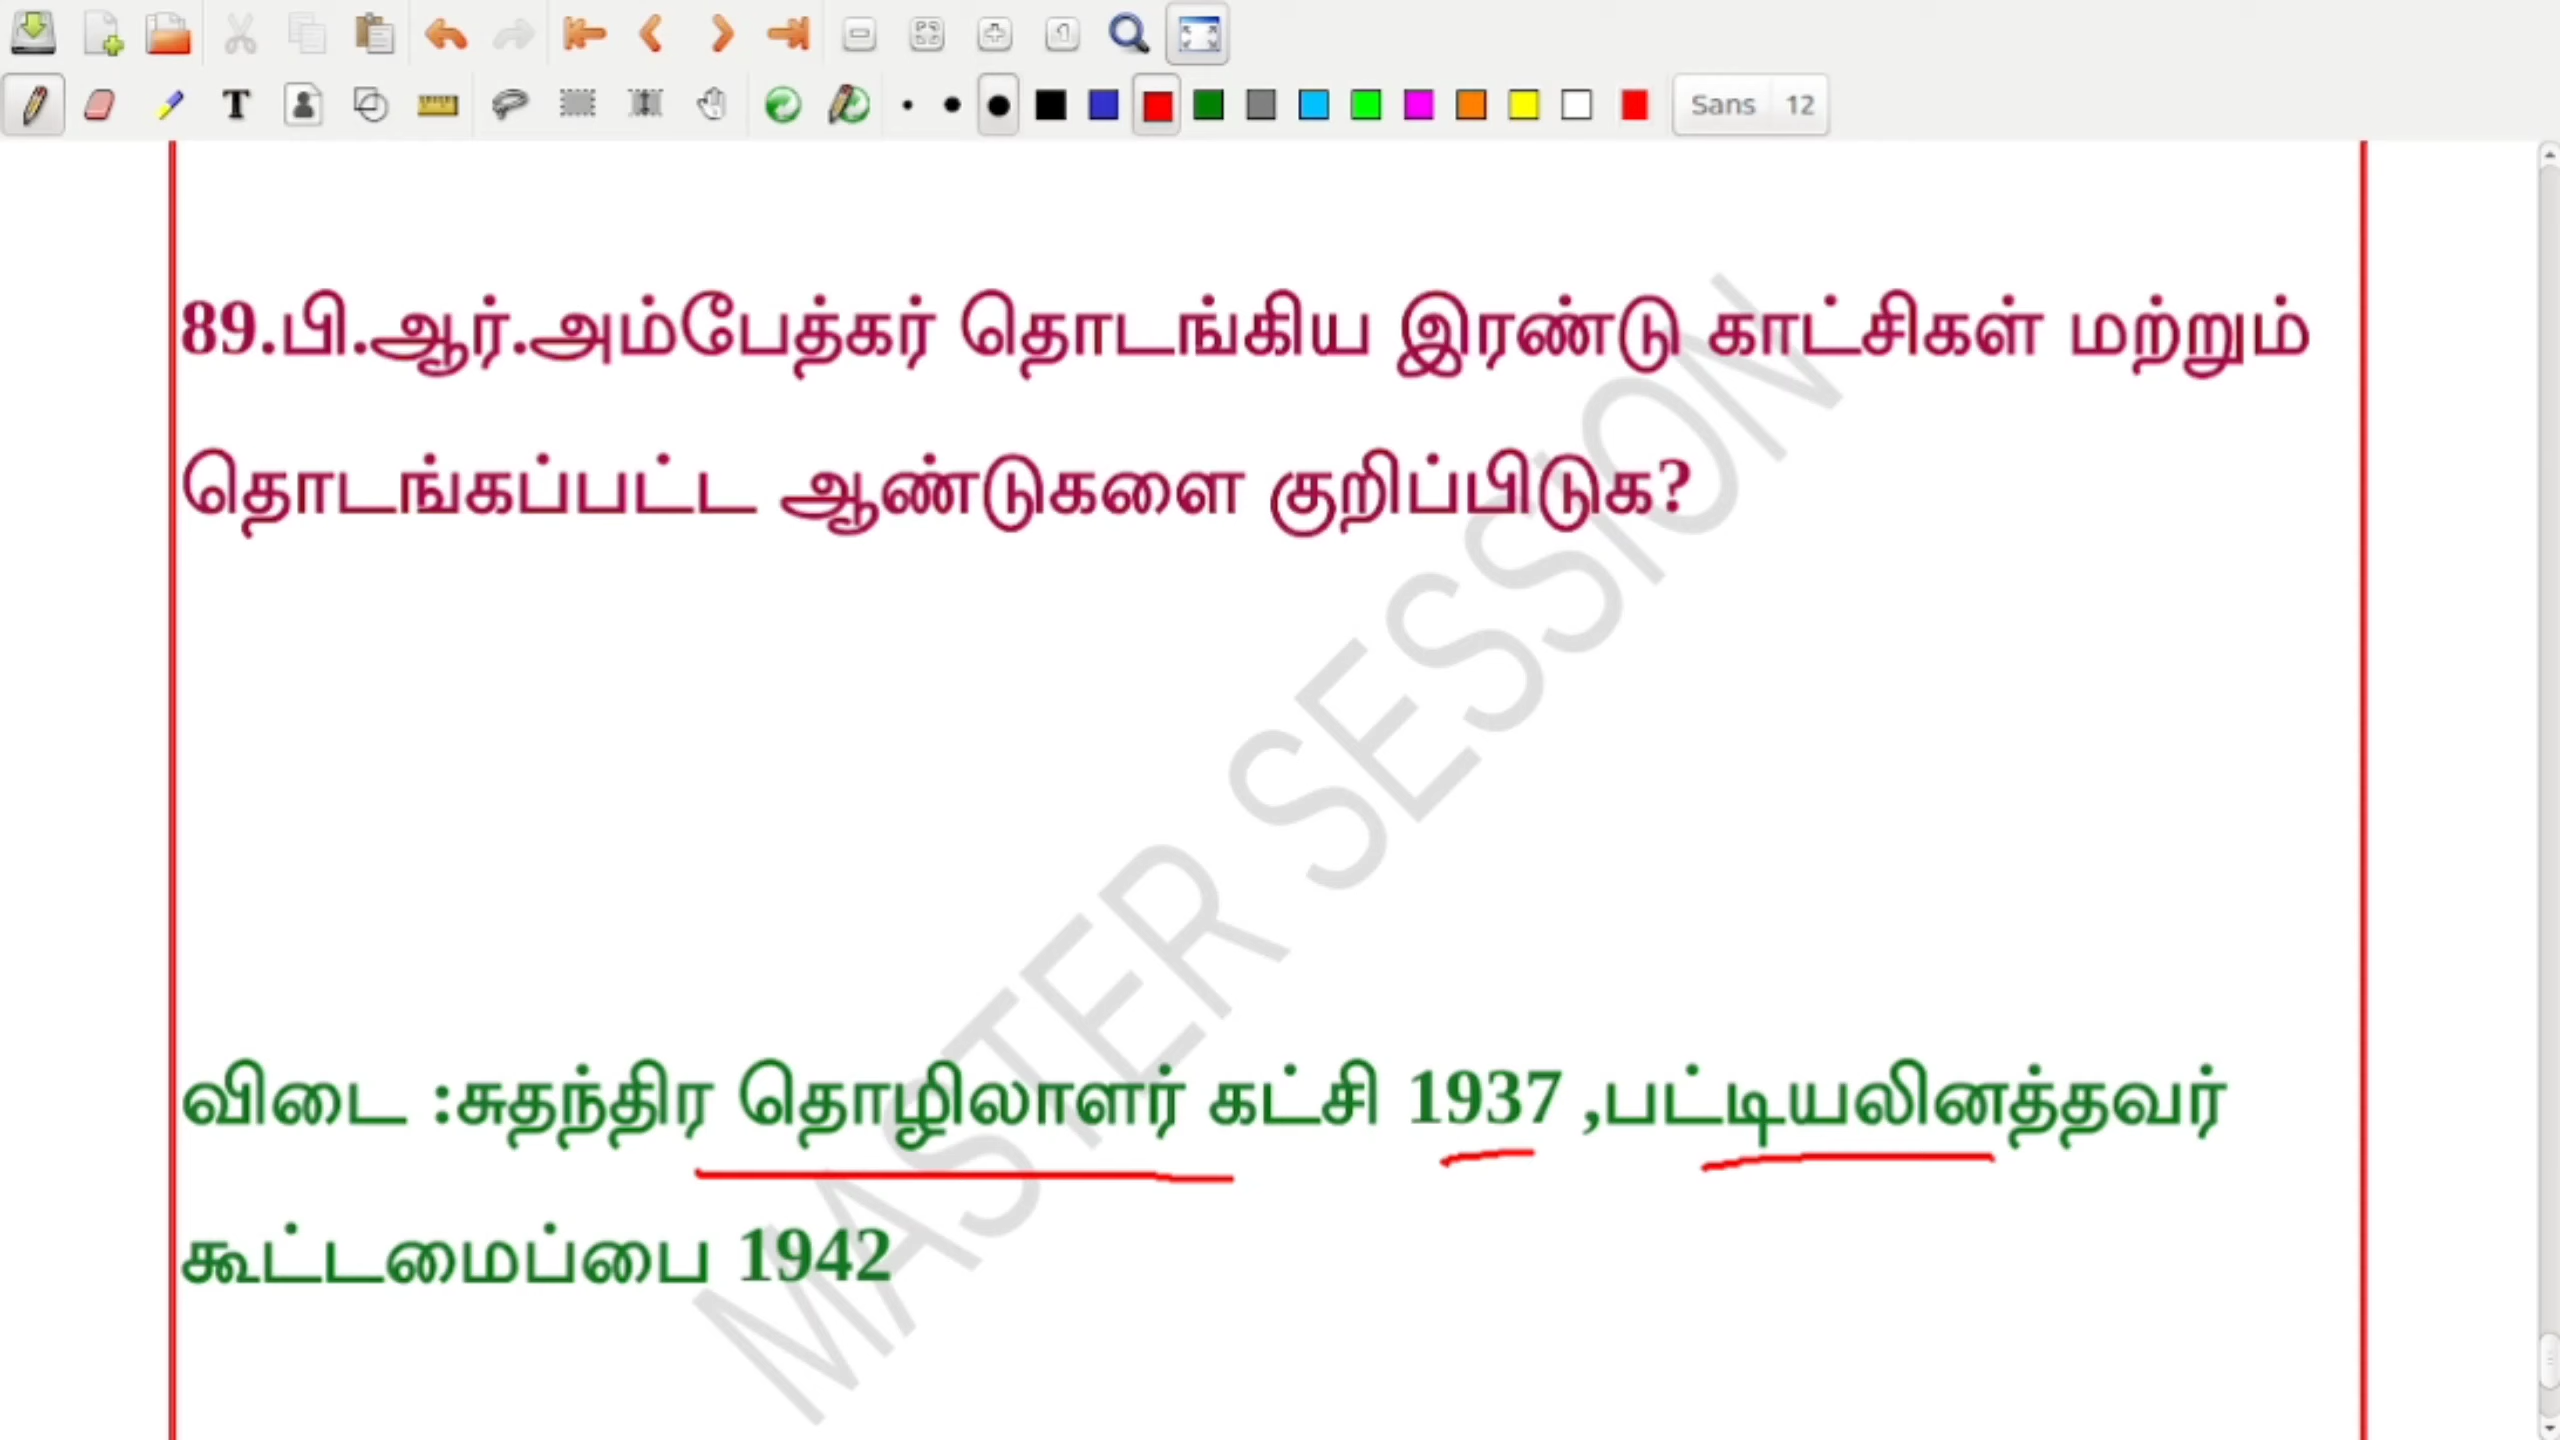 Sans 12
89.பி.ஆர்.அம்பேத்கர் தொடங்கிய இரண்டு காட்சிகள் மற்றும்
தொடங்கப்பட்ட ஆண்டுகளை குறிப்பிடுக?
MASTER SESSION
விடை :சுதந்திர தொழிலாளர் கட்சி 1937 ,பட்டியலினத்தவர்
கூட்டமைப்பை 1942